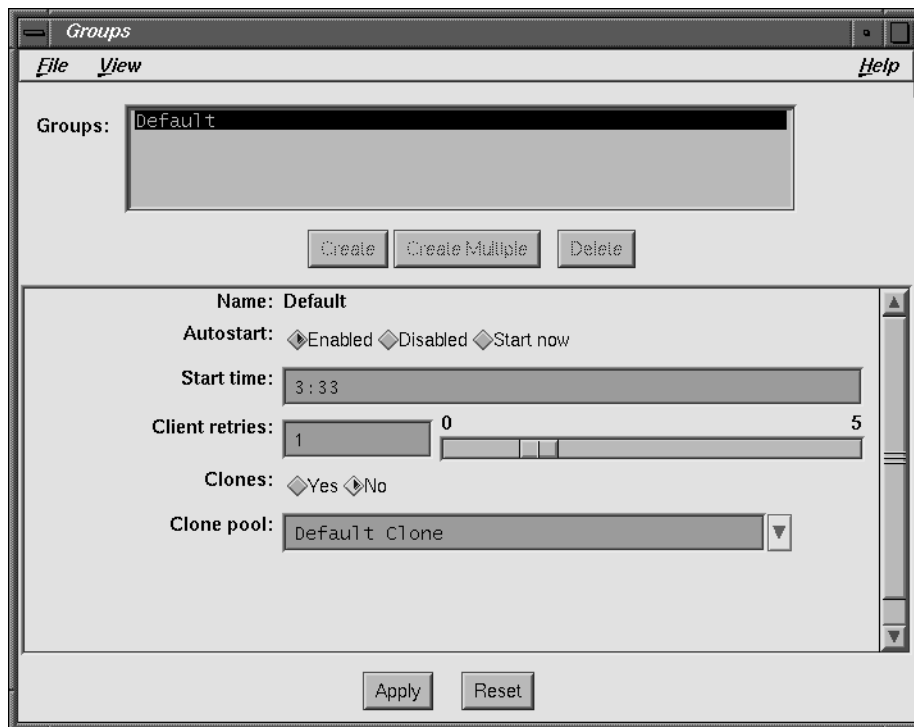 Groups
File View Help
Groups: Default
Create Create Multiple Delete
Name: Default
Autostart: Enabled Disabled Start now
Start time: 3:33
Client retries: 1 0 5
Clones: Yes No
Clone pool: Default Clone
Apply Reset